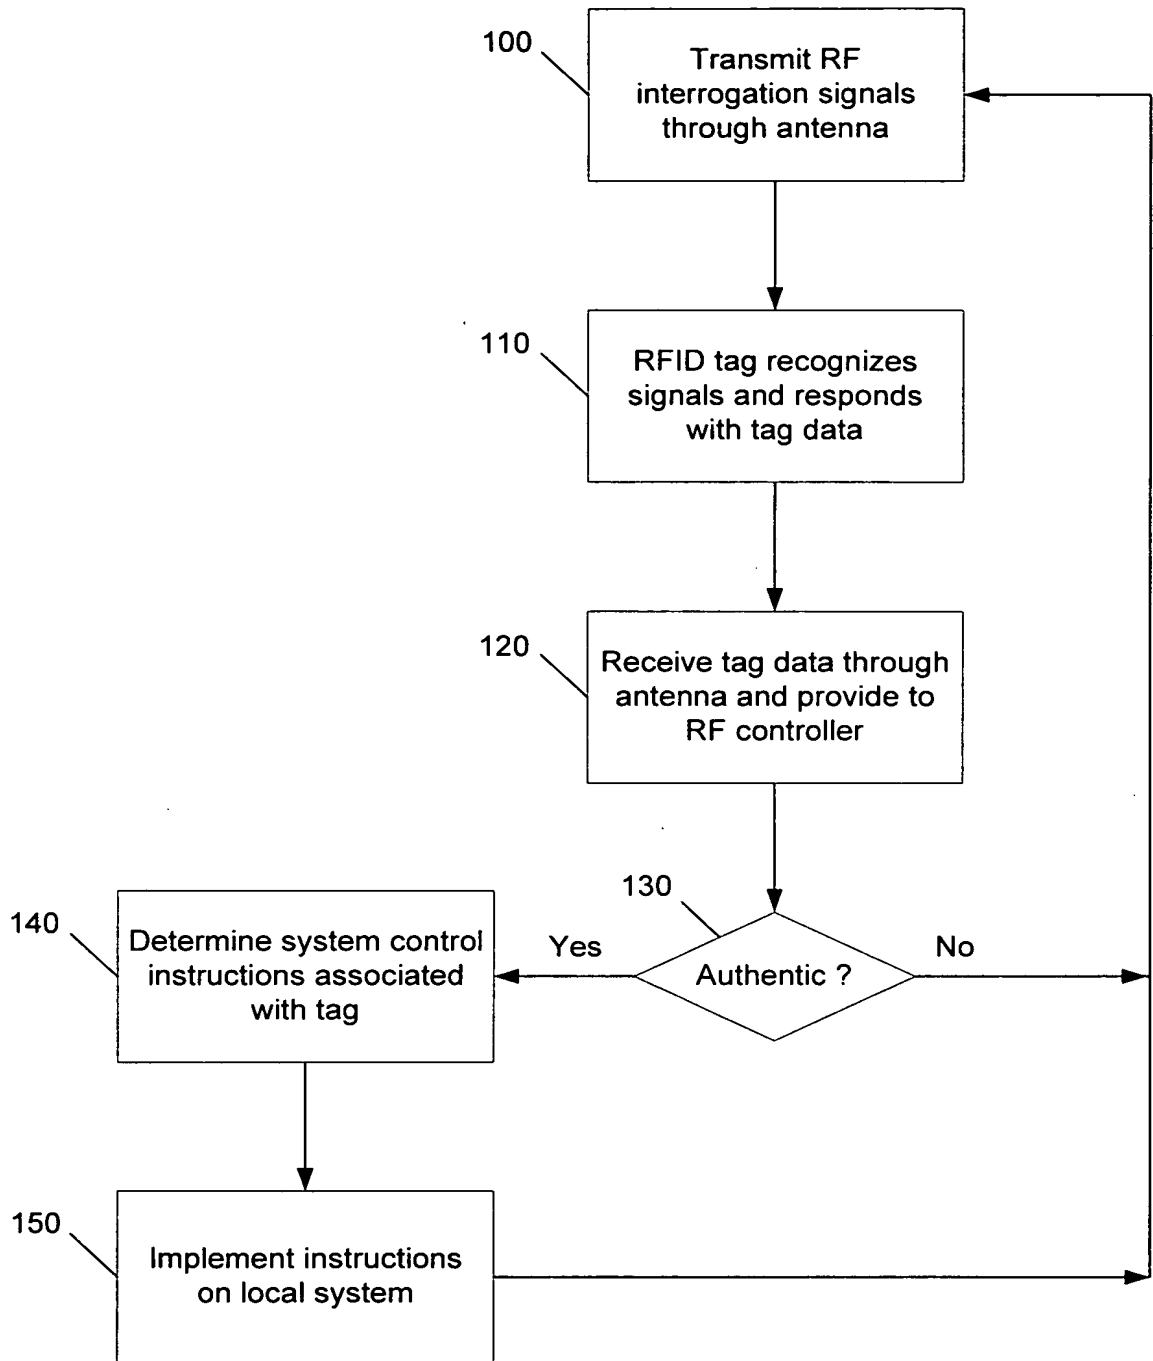 100
Transmit RF
interrogation signals
through antenna
110
RFID tag recognizes
signals and responds
with tag data
120
Receive tag data through
antenna and provide to
RF controller
130
Authentic ?
Yes
No
140
Determine system control
instructions associated
with tag
150
Implement instructions
on local system